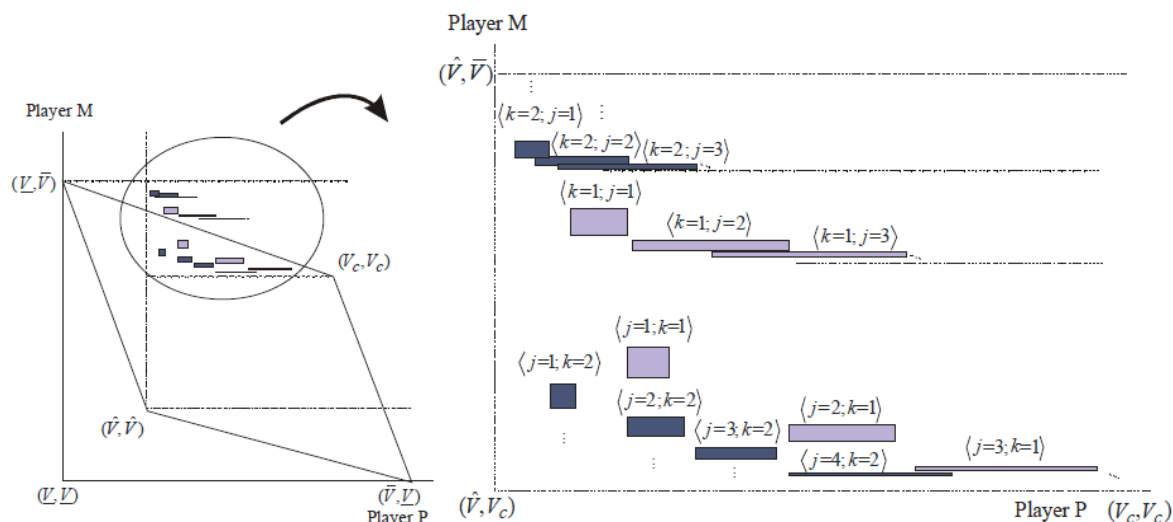 Player M
(V̲, V̅)
(V_c, V_c)
(V̂, V̂)
(V̲, V̲)
(V̅, V̲)
Player P
Player M
(V̂, V̅)
⋮
⋮
⟨k=2; j=1⟩
⟨k=2; j=2⟩
⟨k=2; j=3⟩
⟨k=1; j=1⟩
⟨k=1; j=2⟩
⟨k=1; j=3⟩
⟨j=1; k=1⟩
⟨j=1; k=2⟩
⟨j=2; k=2⟩
⟨j=2; k=1⟩
⟨j=3; k=2⟩
⟨j=3; k=1⟩
⟨j=4; k=2⟩
⋮
⋮
⋮
(V̂, V_c)
Player P
(V_c, V_c)